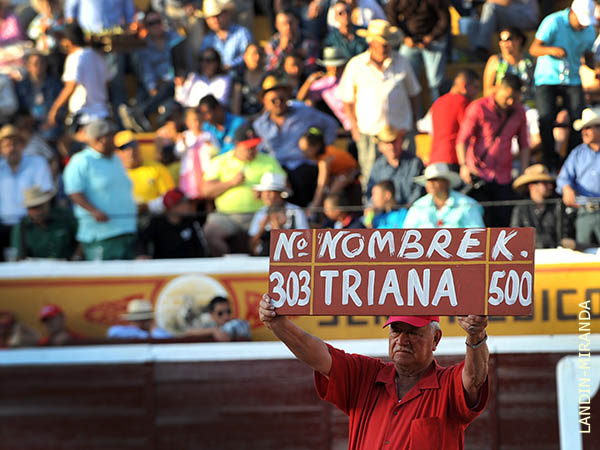 No. NOMBRE K.
303 TRIANA 500
LANDIN-MIRANDA